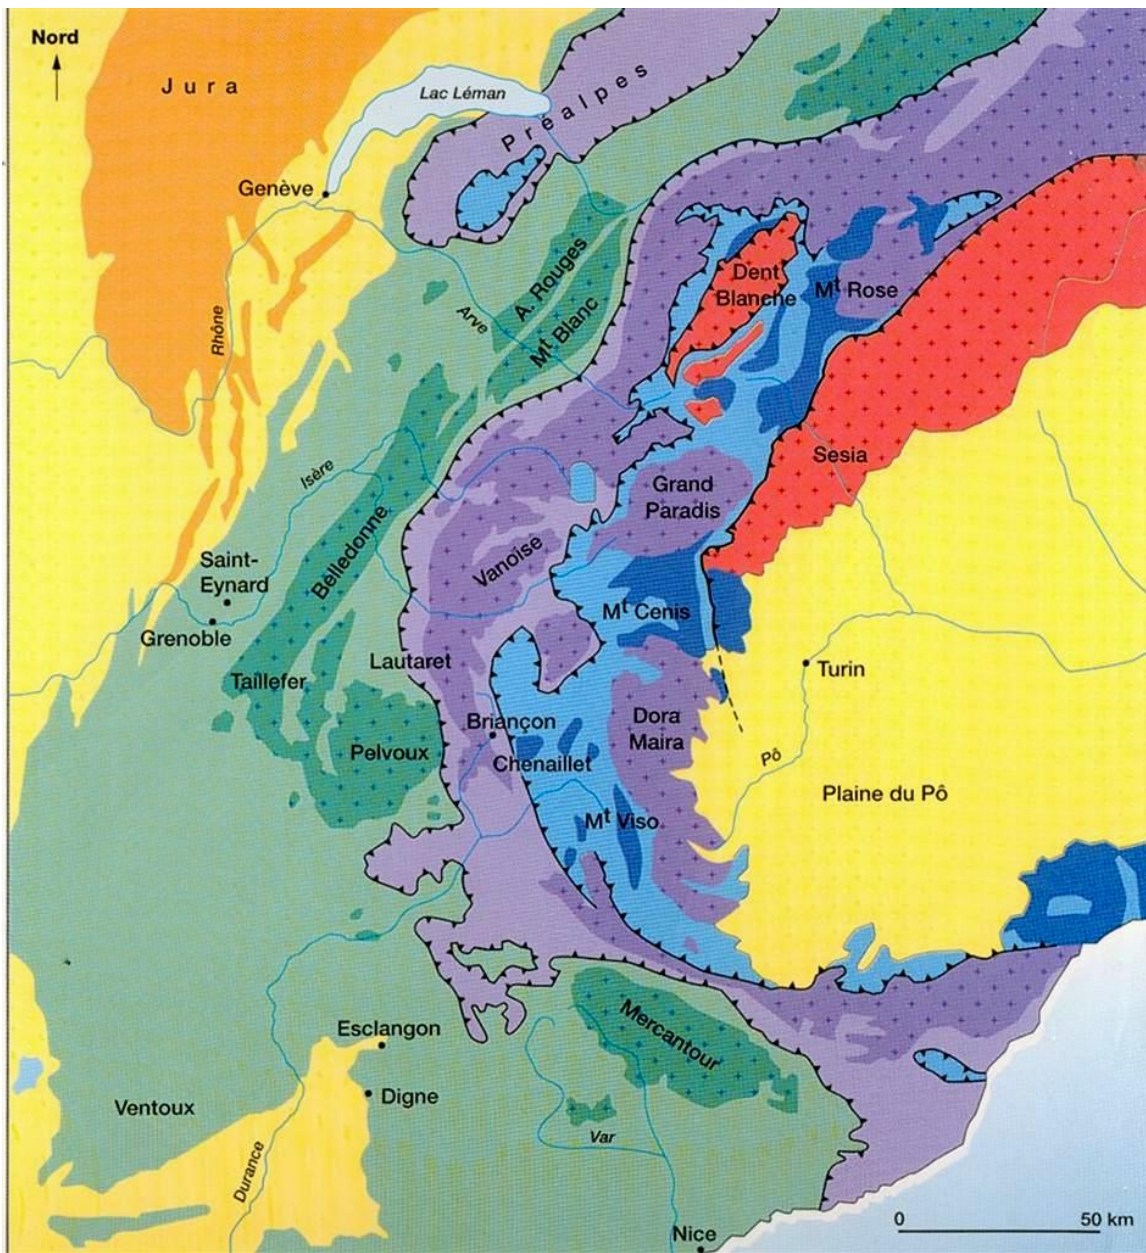 Nord
Jura
Lac Léman
Préalpes
Genève
A. Rouges
Mt Blanc
Arve
Rhône
Dent
Blanche
Mt Rose
Isère
Belledonne
Sesia
Grand
Paradis
Vanoise
Saint-
Eynard
Grenoble
Mt Cenis
Lautaret
Taillefer
Turin
Briançon
Dora
Maira
Pelvoux
Chenaillet
Pô
Plaine du Pô
Mt Viso
Mercantour
Esclangon
Digne
Ventoux
Var
Durance
Nice
0 50 km